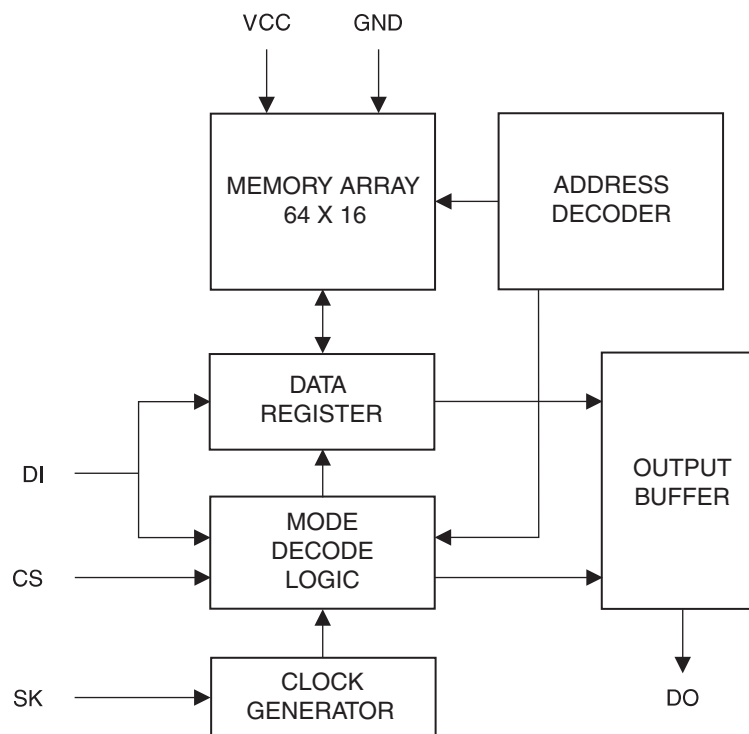 VCC GND
MEMORY ARRAY
64 X 16
ADDRESS
DECODER
DATA
REGISTER
OUTPUT
BUFFER
DI
MODE
DECODE
LOGIC
CS
CLOCK
GENERATOR
SK
DO